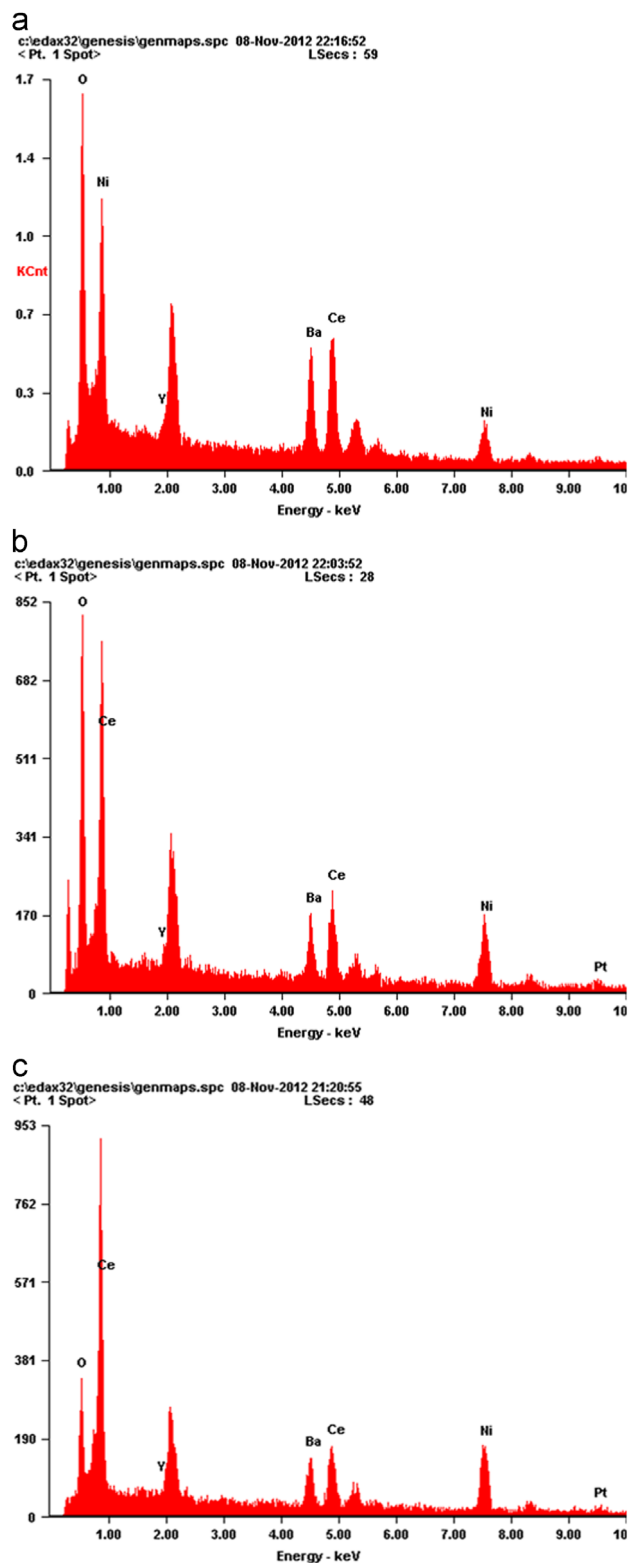 a
c:\edax32\genesis\genmaps.spc 08-Nov-2012 22:16:52
< Pt. 1 Spot> LSecs : 59
O
1.7
1.4
Ni
1.0
KCnt
0.7
Ba Ce
0.3
Y
Ni
0.0
1.00 2.00 3.00 4.00 5.00 6.00 7.00 8.00 9.00 10
Energy - keV
b
c:\edax32\genesis\genmaps.spc 08-Nov-2012 22:03:52
< Pt. 1 Spot> LSecs : 28
852
O
682
Ce
511
341
Ba Ce
170
Ni
Y
Pt
0
1.00 2.00 3.00 4.00 5.00 6.00 7.00 8.00 9.00 10
Energy - keV
c
c:\edax32\genesis\genmaps.spc 08-Nov-2012 21:20:55
< Pt. 1 Spot> LSecs : 48
953
762
Ce
571
381
O
190
Ba Ce Ni
Y
Pt
0
1.00 2.00 3.00 4.00 5.00 6.00 7.00 8.00 9.00 10
Energy - keV